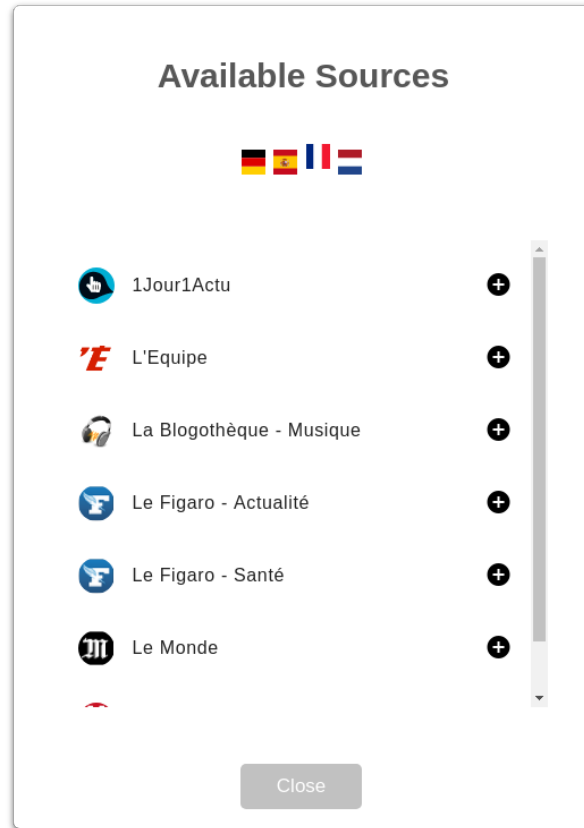 Available Sources
1Jour1Actu
L'Equipe
La Blogothèque - Musique
Le Figaro - Actualité
Le Figaro - Santé
Le Monde
Close